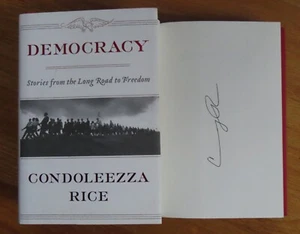 DEMOCRACY
Stories from the Long Road to Freedom
CONDOLEEZZA
RICE